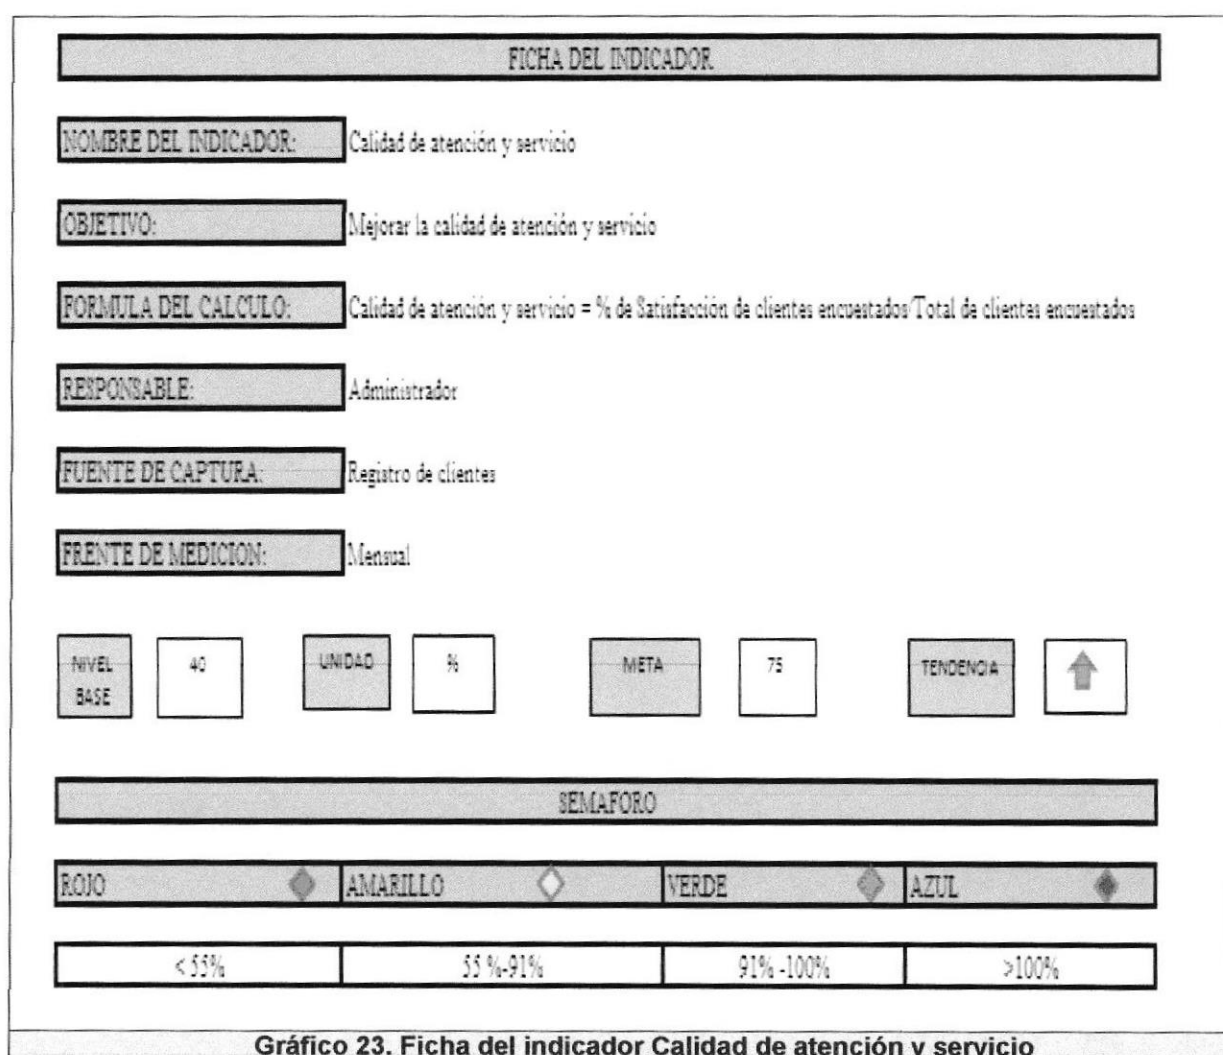 FICHA DEL INDICADOR
NOMBRE DEL INDICADOR: Calidad de atención y servicio
OBJETIVO: Mejorar la calidad de atención y servicio
FORMULA DEL CALCULO: Calidad de atención y servicio = % de Satisfacción de clientes encuestados/Total de clientes encuestados
RESPONSABLE: Administrador
FUENTE DE CAPTURA: Registro de clientes
FRENTE DE MEDICION: Mensual
NIVEL BASE 40 UNIDAD % META 75 TENDENCIA
SEMAFORO
ROJO AMARILLO VERDE AZUL
< 55% 55 %-91% 91% -100% >100%
Gráfico 23. Ficha del indicador Calidad de atención y servicio